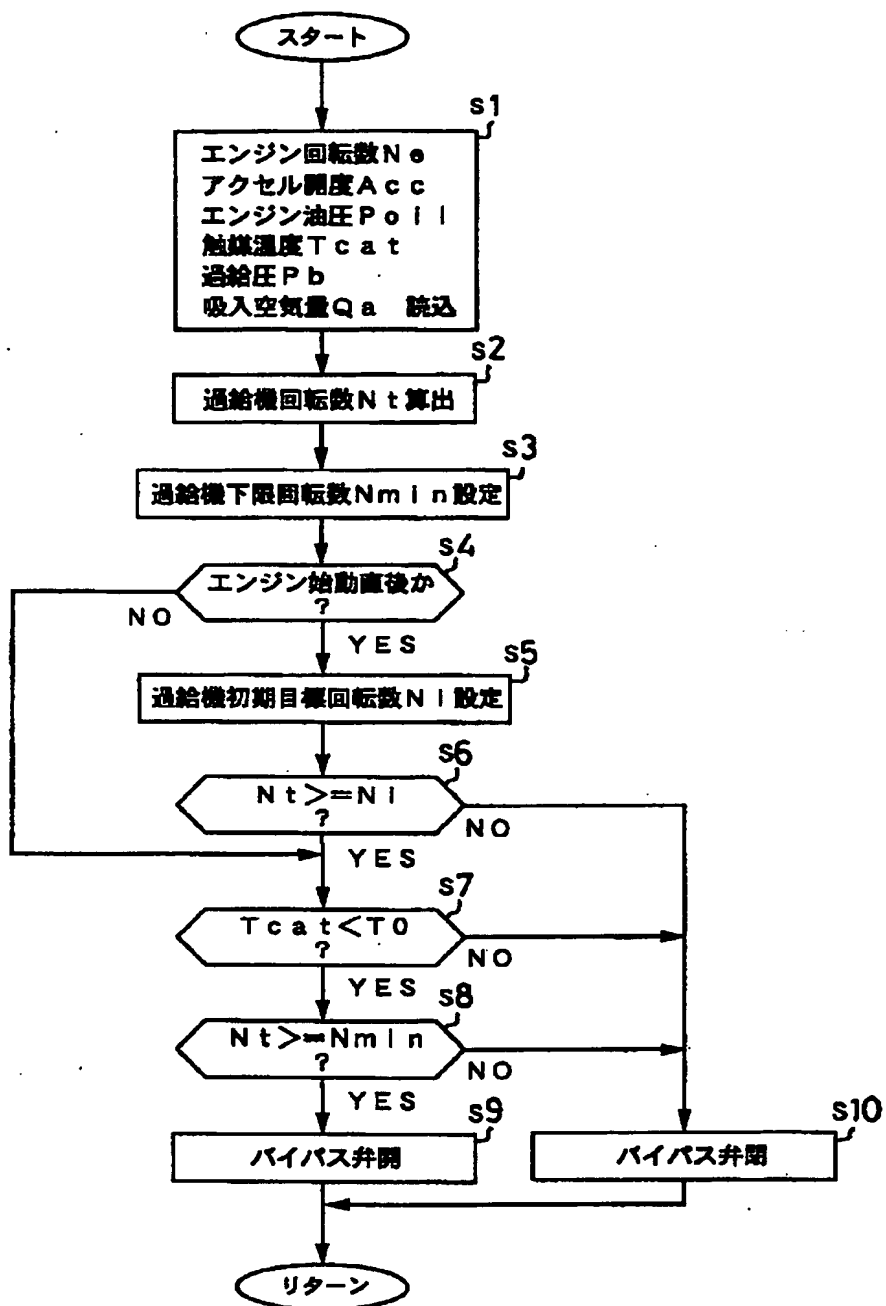 スタート
S1
エンジン回転数Ne
アクセル開度Acc
エンジン油圧Poil
触媒温度Tcat
過給圧Pb
吸入空気量Qa 読込
S2
過給機回転数Nt算出
S3
過給機下限回転数Nmin設定
S4
エンジン始動直後か
?
NO
YES
S5
過給機初期目標回転数Ni設定
S6
Nt>=Ni
?
NO
YES
S7
Tcat<T0
?
NO
YES
S8
Nt>=Nmin
?
NO
YES
S9
バイパス弁開
S10
バイパス弁閉
リターン